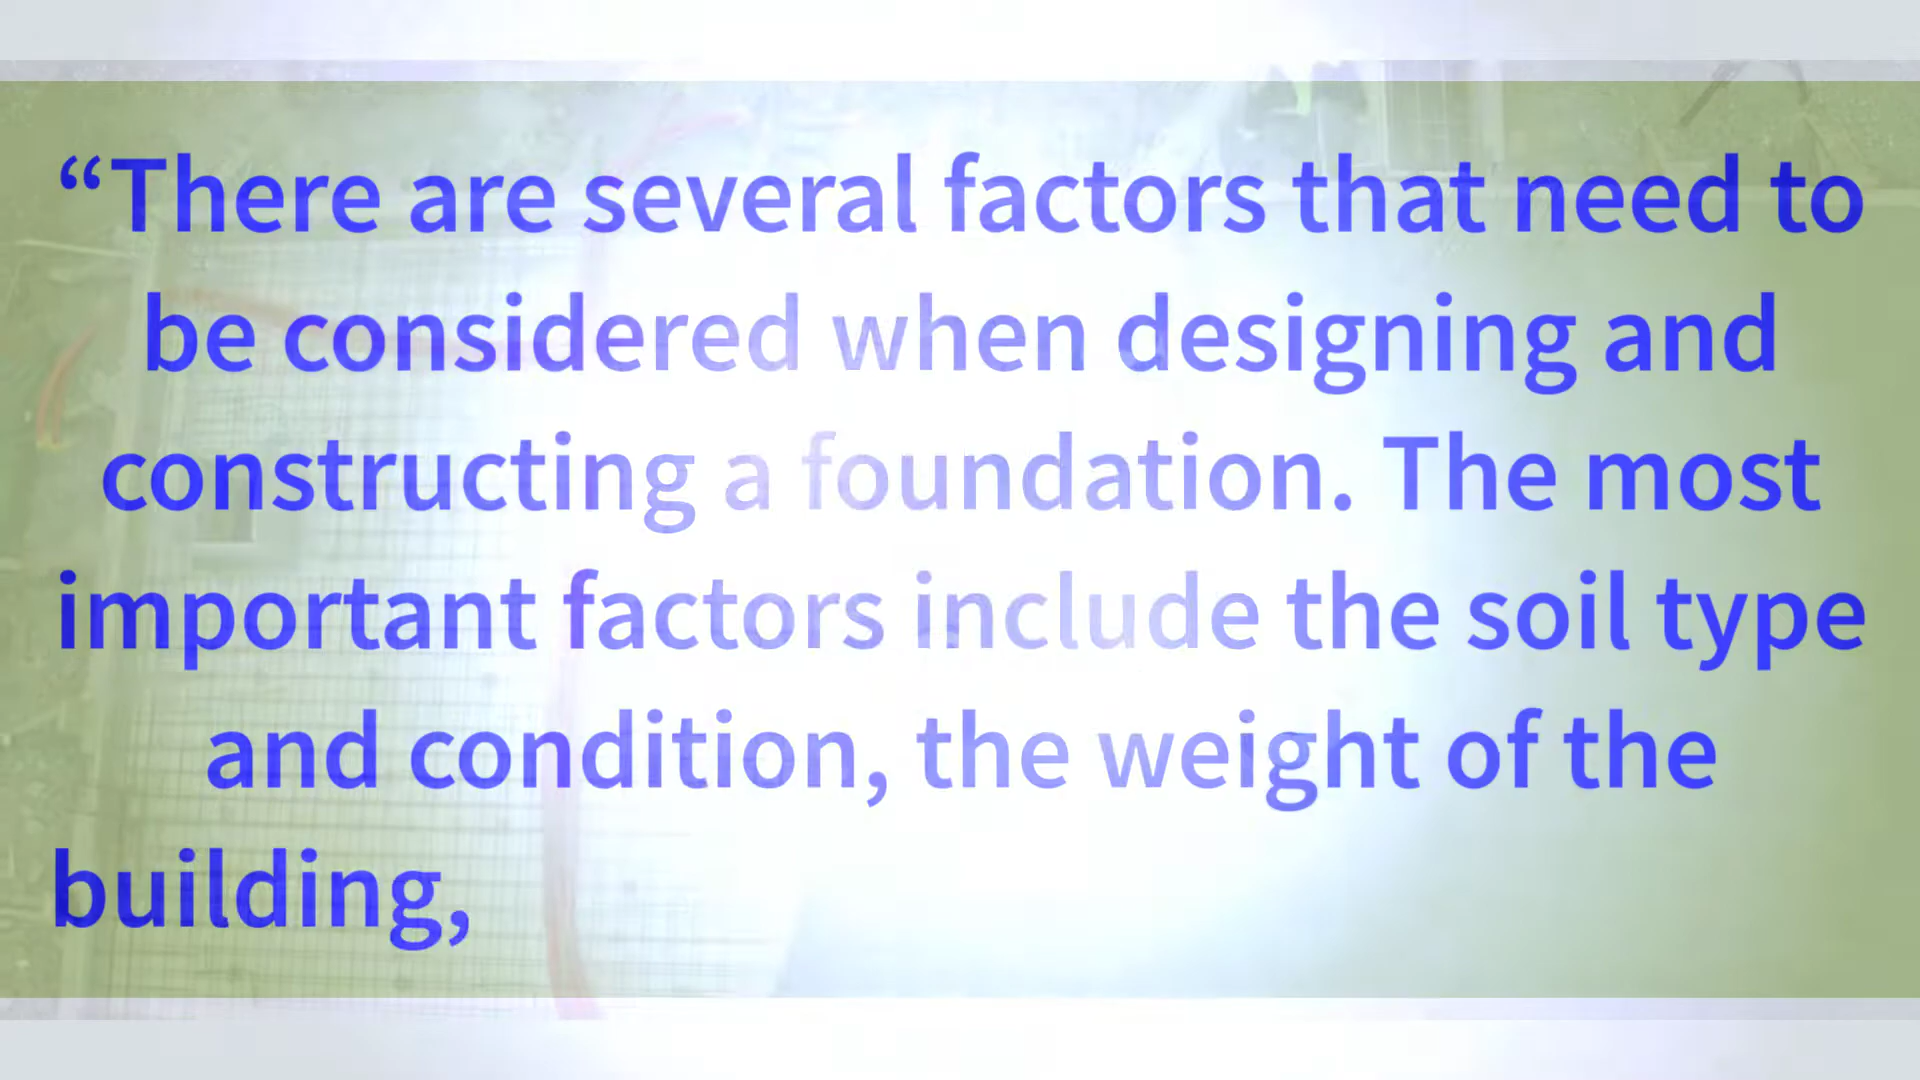 “There are several factors that need to
be considered when designing and
constructing a foundation. The most
important factors include the soil type
and condition, the weight of the
building,